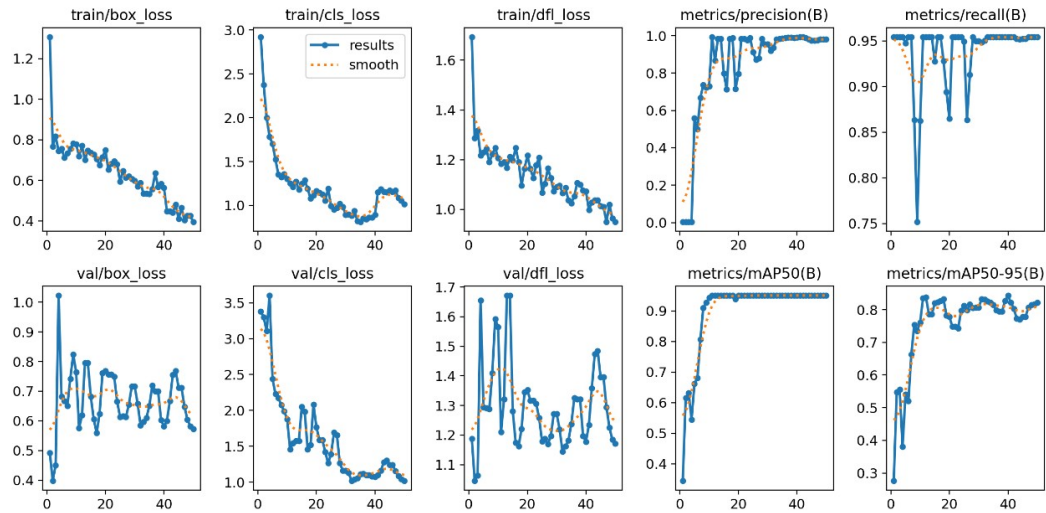 train/box_loss
train/cls_loss
train/dfl_loss
metrics/precision(B)
metrics/recall(B)
results
smooth
1.2
1.0
0.8
0.6
0.4
0 20 40
3.0
2.5
2.0
1.5
1.0
0 20 40
1.6
1.4
1.2
1.0
0 20 40
1.0
0.8
0.6
0.4
0.2
0.0
0 20 40
0.95
0.90
0.85
0.80
0.75
0 20 40
val/box_loss
val/cls_loss
val/dfl_loss
metrics/mAP50(B)
metrics/mAP50-95(B)
1.0
0.9
0.8
0.7
0.6
0.5
0.4
0 20 40
3.5
3.0
2.5
2.0
1.5
1.0
0 20 40
1.7
1.6
1.5
1.4
1.3
1.2
1.1
0 20 40
0.9
0.8
0.7
0.6
0.5
0.4
0 20 40
0.8
0.7
0.6
0.5
0.4
0.3
0 20 40